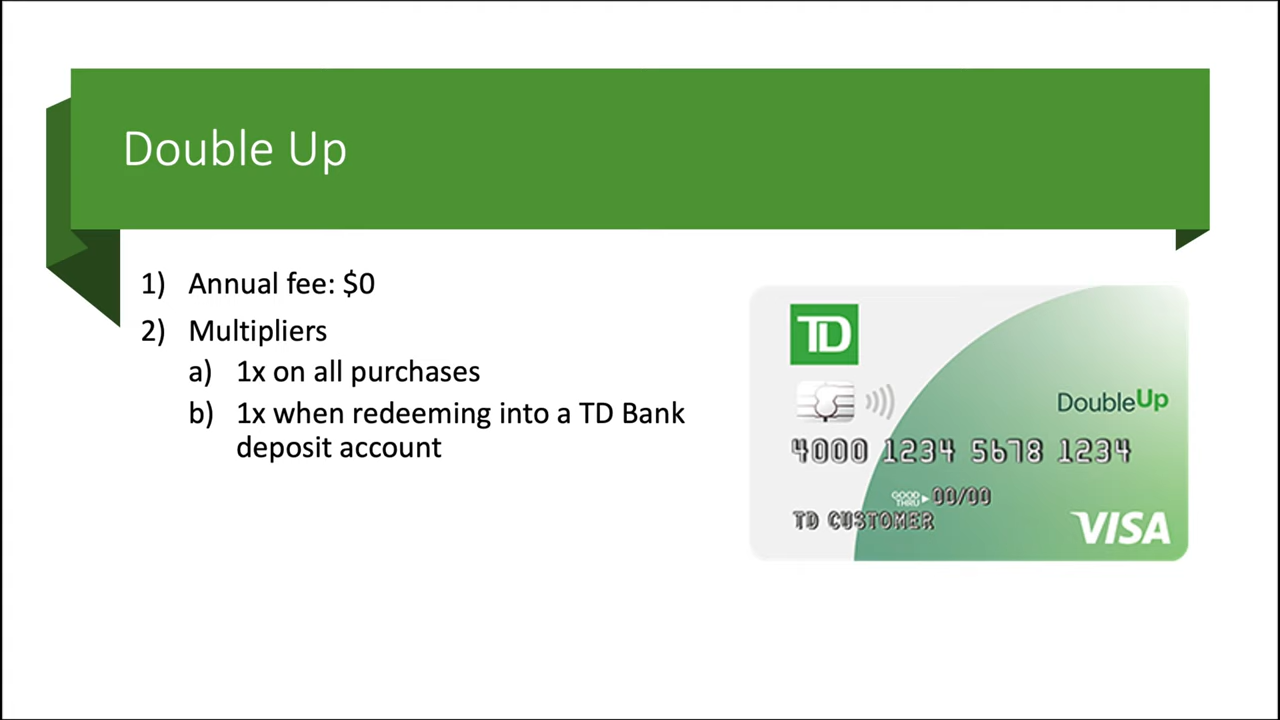 Double Up
1) Annual fee: $0
2) Multipliers
a) 1x on all purchases
b) 1x when redeeming into a TD Bank
deposit account
TD
DoubleUp
4000 1234 5678 1234
GOOD
THRU 00/00
TD CUSTOMER
VISA